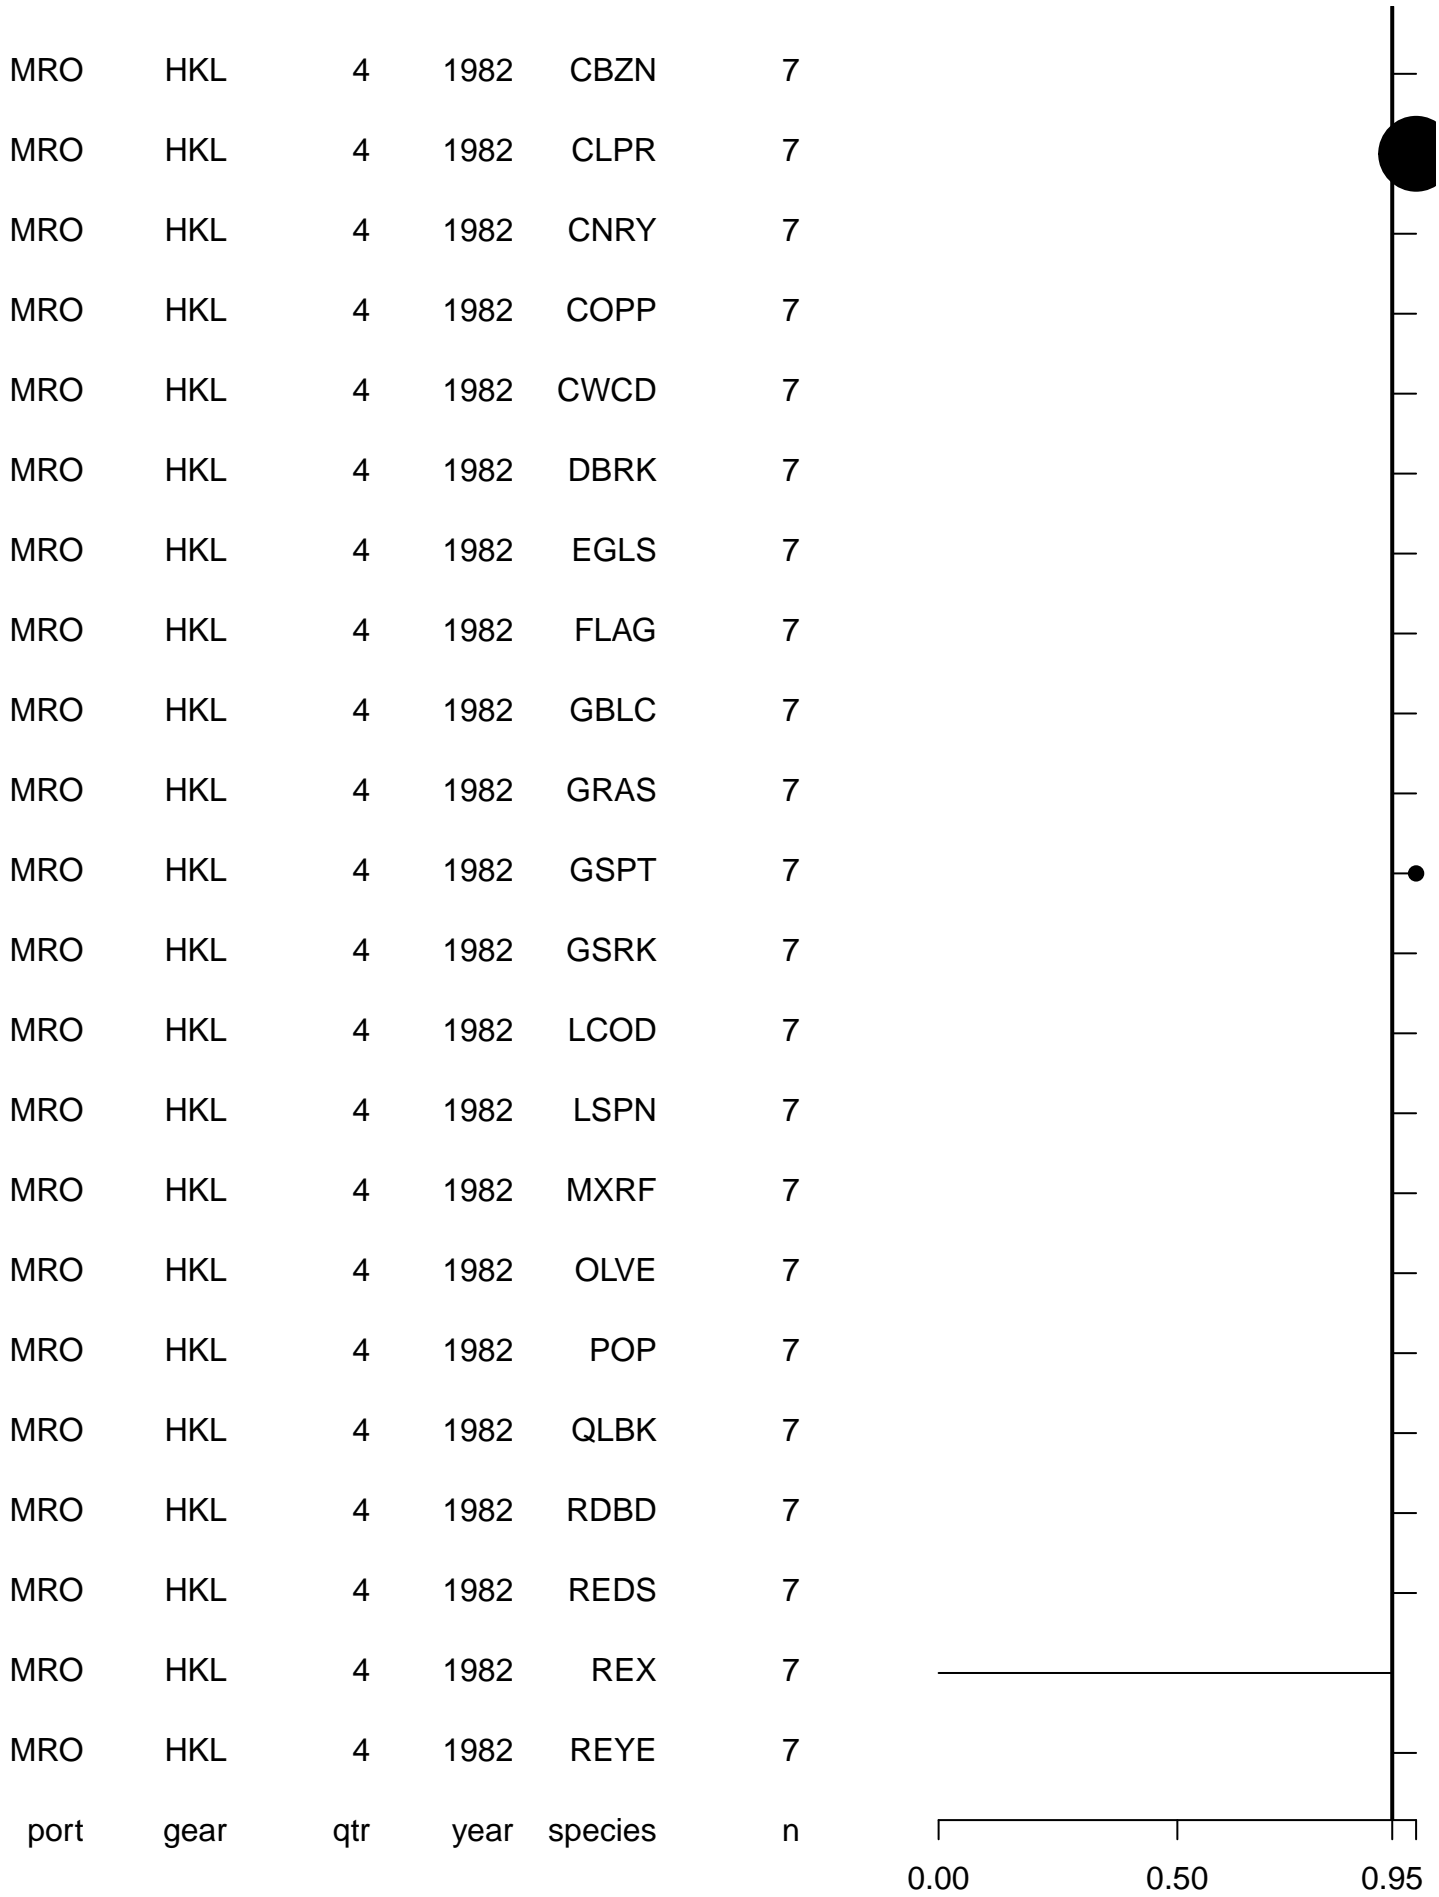 MRO HKL 4 1982 CBZN 7
MRO HKL 4 1982 CLPR 7
MRO HKL 4 1982 CNRY 7
MRO HKL 4 1982 COPP 7
MRO HKL 4 1982 CWCD 7
MRO HKL 4 1982 DBRK 7
MRO HKL 4 1982 EGLS 7
MRO HKL 4 1982 FLAG 7
MRO HKL 4 1982 GBLC 7
MRO HKL 4 1982 GRAS 7
MRO HKL 4 1982 GSPT 7
MRO HKL 4 1982 GSRK 7
MRO HKL 4 1982 LCOD 7
MRO HKL 4 1982 LSPN 7
MRO HKL 4 1982 MXRF 7
MRO HKL 4 1982 OLVE 7
MRO HKL 4 1982 POP 7
MRO HKL 4 1982 QLBK 7
MRO HKL 4 1982 RDBD 7
MRO HKL 4 1982 REDS 7
MRO HKL 4 1982 REX 7
MRO HKL 4 1982 REYE 7
port gear qtr year species n
0.00 0.50 0.95